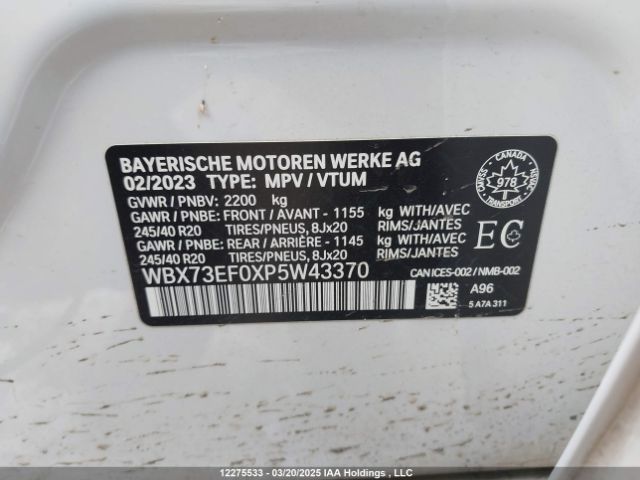 BAYERISCHE MOTOREN WERKE AG
02/2023 TYPE: MPV / VTUM
GVWR / PNBV: 2200 kg
GAWR / PNBE: FRONT / AVANT - 1155 kg WITH/AVEC
245/40 R20 TIRES/PNEUS, 8Jx20 RIMS/JANTES
GAWR / PNBE: REAR / ARRIÈRE - 1145 kg WITH/AVEC
245/40 R20 TIRES/PNEUS, 8Jx20 RIMS/JANTES
CANADA
978
TRANSPORT
EC
WBX73EF0XP5W43370
CAN ICES-002 / NMB-002
A96
5 A7A 311
12275533 - 03/20/2025 IAA Holdings , LLC